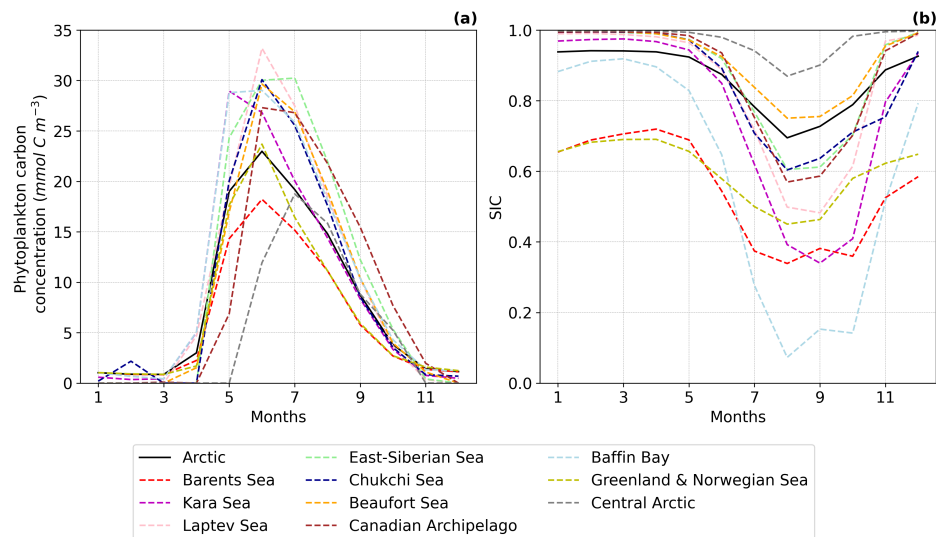 (a)
35
30
25
20
15
10
5
0
Phytoplankton carbon
concentration (mmol C m⁻³)
1 3 5 7 9 11
Months
(b)
1.0
0.8
0.6
0.4
0.2
0.0
SIC
1 3 5 7 9 11
Months
Arctic
Barents Sea
Kara Sea
Laptev Sea
East-Siberian Sea
Chukchi Sea
Beaufort Sea
Canadian Archipelago
Baffin Bay
Greenland & Norwegian Sea
Central Arctic